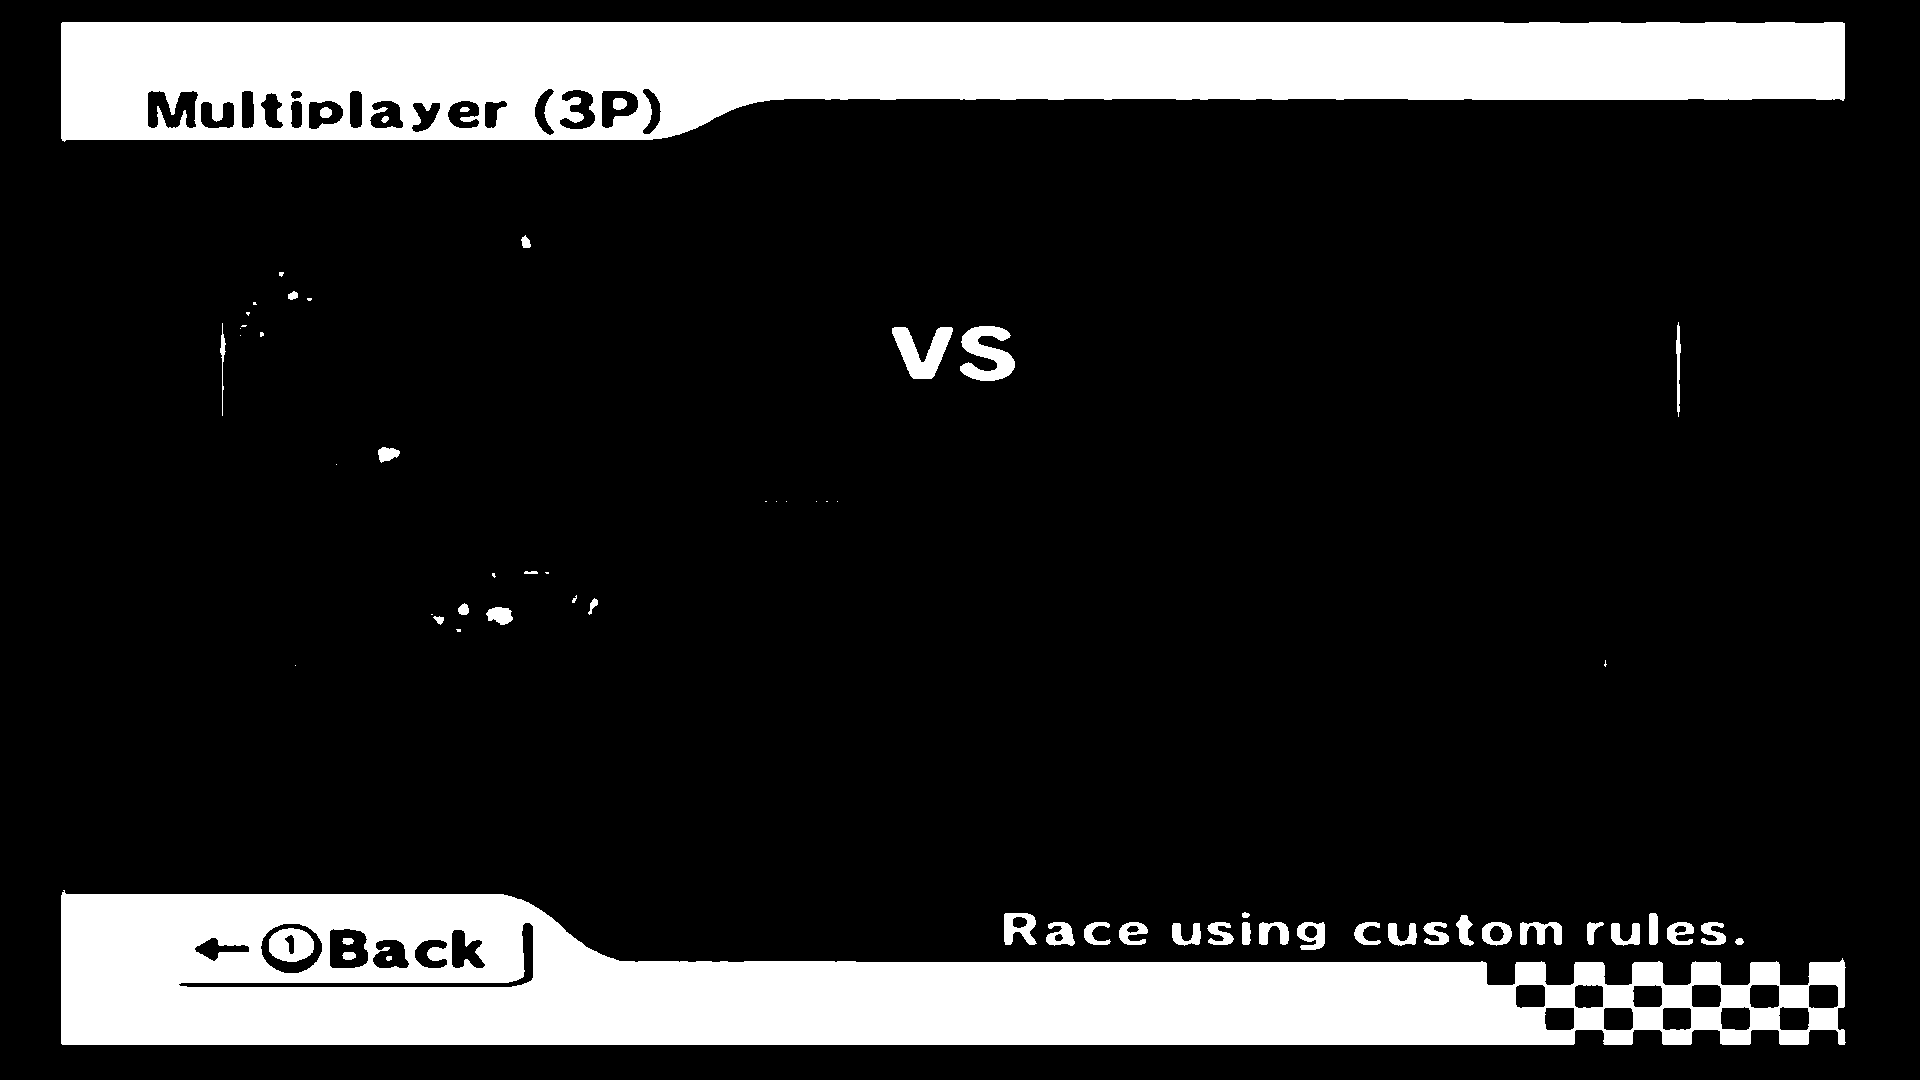 Multiplayer (3P)
VS
Race using custom rules.
← ①Back